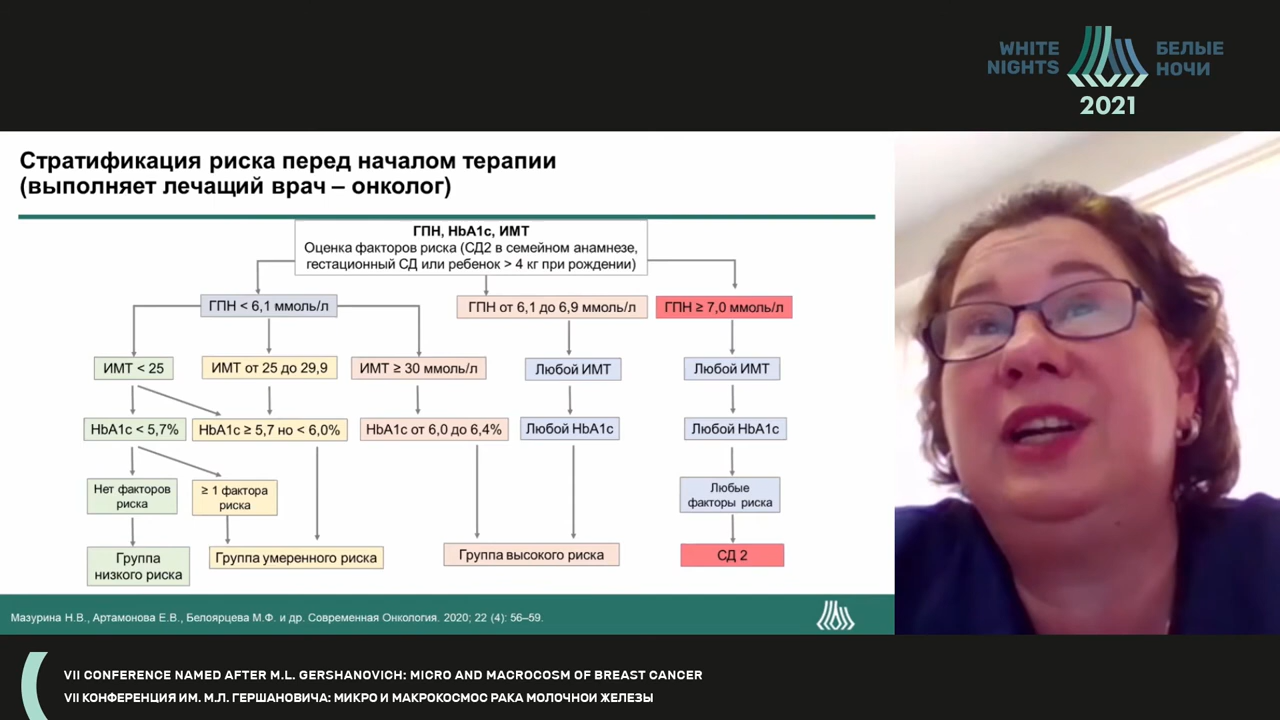 WHITE
NIGHTS
БЕЛЫЕ
НОЧИ
2021
Стратификация риска перед началом терапии
(выполняет лечащий врач – онколог)
ГПН, HbA1c, ИМТ
Оценка факторов риска (СД2 в семейном анамнезе,
гестационный СД или ребенок > 4 кг при рождении)
ГПН < 6,1 ммоль/л
ГПН от 6,1 до 6,9 ммоль/л
ГПН ≥ 7,0 ммоль/л
ИМТ < 25
ИМТ от 25 до 29,9
ИМТ ≥ 30 ммоль/л
Любой ИМТ
Любой ИМТ
HbA1c < 5,7%
HbA1c ≥ 5,7 но < 6,0%
HbA1c от 6,0 до 6,4%
Любой HbA1c
Любой HbA1c
Нет факторов
риска
≥ 1 фактора
риска
Любые
факторы риска
Группа
низкого риска
Группа умеренного риска
Группа высокого риска
СД 2
Мазурина Н.В., Артамонова Е.В., Белоярцева М.Ф. и др. Современная Онкология. 2020; 22 (4): 56–59.
VII CONFERENCE NAMED AFTER M.L. GERSHANOVICH: MICRO AND MACROCOSM OF BREAST CANCER
VII КОНФЕРЕНЦИЯ ИМ. М.Л. ГЕРШАНОВИЧА: МИКРО И МАКРОКОСМОС РАКА МОЛОЧНОЙ ЖЕЛЕЗЫ